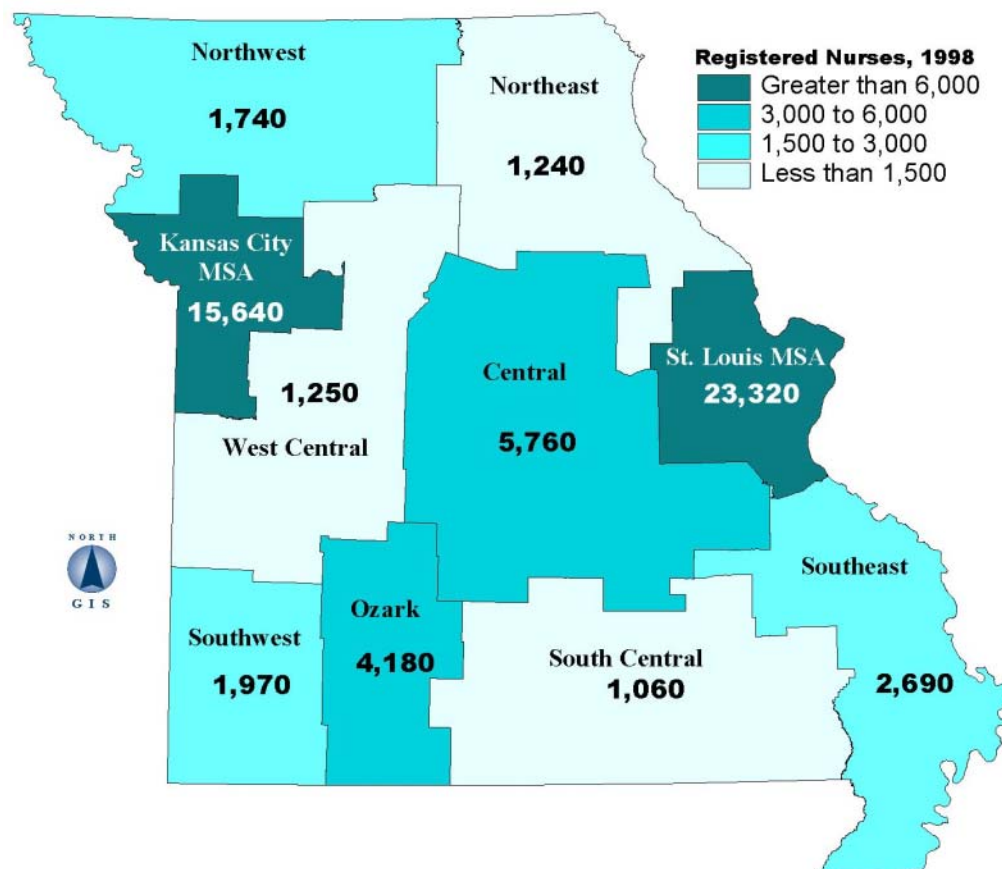 Northwest
1,740
Northeast
1,240
Registered Nurses, 1998
Greater than 6,000
3,000 to 6,000
1,500 to 3,000
Less than 1,500
Kansas City
MSA
15,640
1,250
West Central
Central
5,760
St. Louis MSA
23,320
NORTH
GIS
Southwest
1,970
Ozark
4,180
South Central
1,060
Southeast
2,690